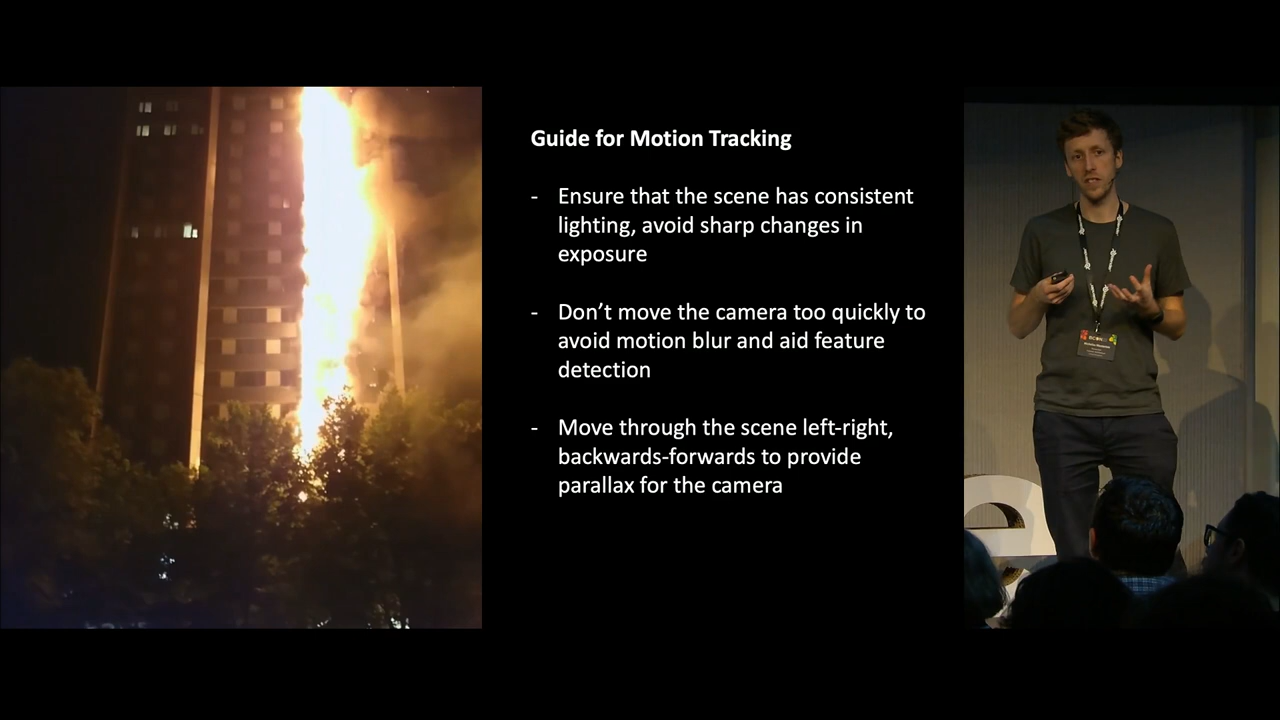 Guide for Motion Tracking
- Ensure that the scene has consistent
lighting, avoid sharp changes in
exposure
- Don’t move the camera too quickly to
avoid motion blur and aid feature
detection
- Move through the scene left-right,
backwards-forwards to provide
parallax for the camera